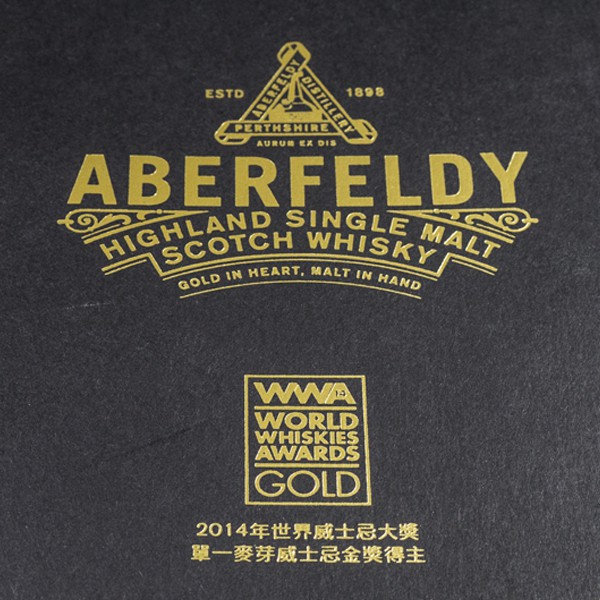 ESTD 1898
ABERFELDY DISTILLERY
PERTHSHIRE
AURUM EX DIS
ABERFELDY
HIGHLAND SINGLE MALT
SCOTCH WHISKY
GOLD IN HEART, MALT IN HAND
WWA 14
WORLD
WHISKIES
AWARDS
GOLD
2014年世界威士忌大獎
單一麥芽威士忌金獎得主